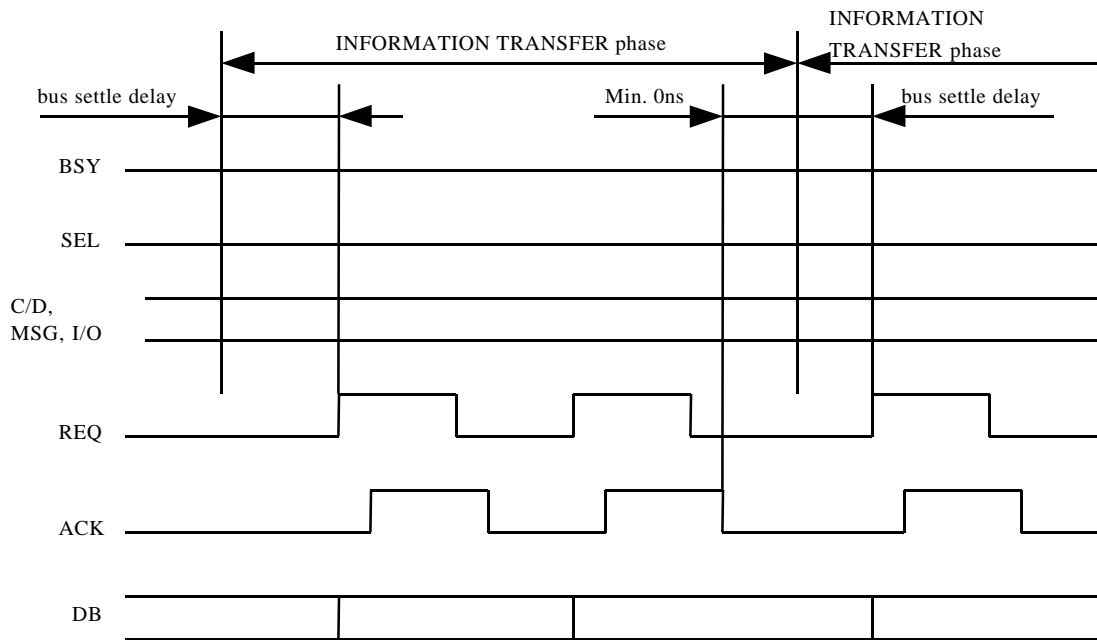 INFORMATION
TRANSFER phase
INFORMATION TRANSFER phase
bus settle delay
Min. 0ns
bus settle delay
BSY
SEL
C/D,
MSG, I/O
REQ
ACK
DB